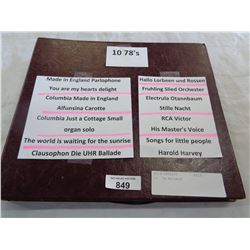 10 78's
Made in England Parlophone
You are my hearts delight
Columbia Made in England
Alfunsina Carotte
Columbia Just a Cottage Small
organ solo
The world is waiting for the sunrise
Clausophon Die UHR Ballade
Hallo Lorbeen und Rossen
Fruhling Slied Orchester
Electrula Otannbaum
Stille Nacht
RCA Victor
His Master's Voice
Songs for little people
Harold Harvey
849